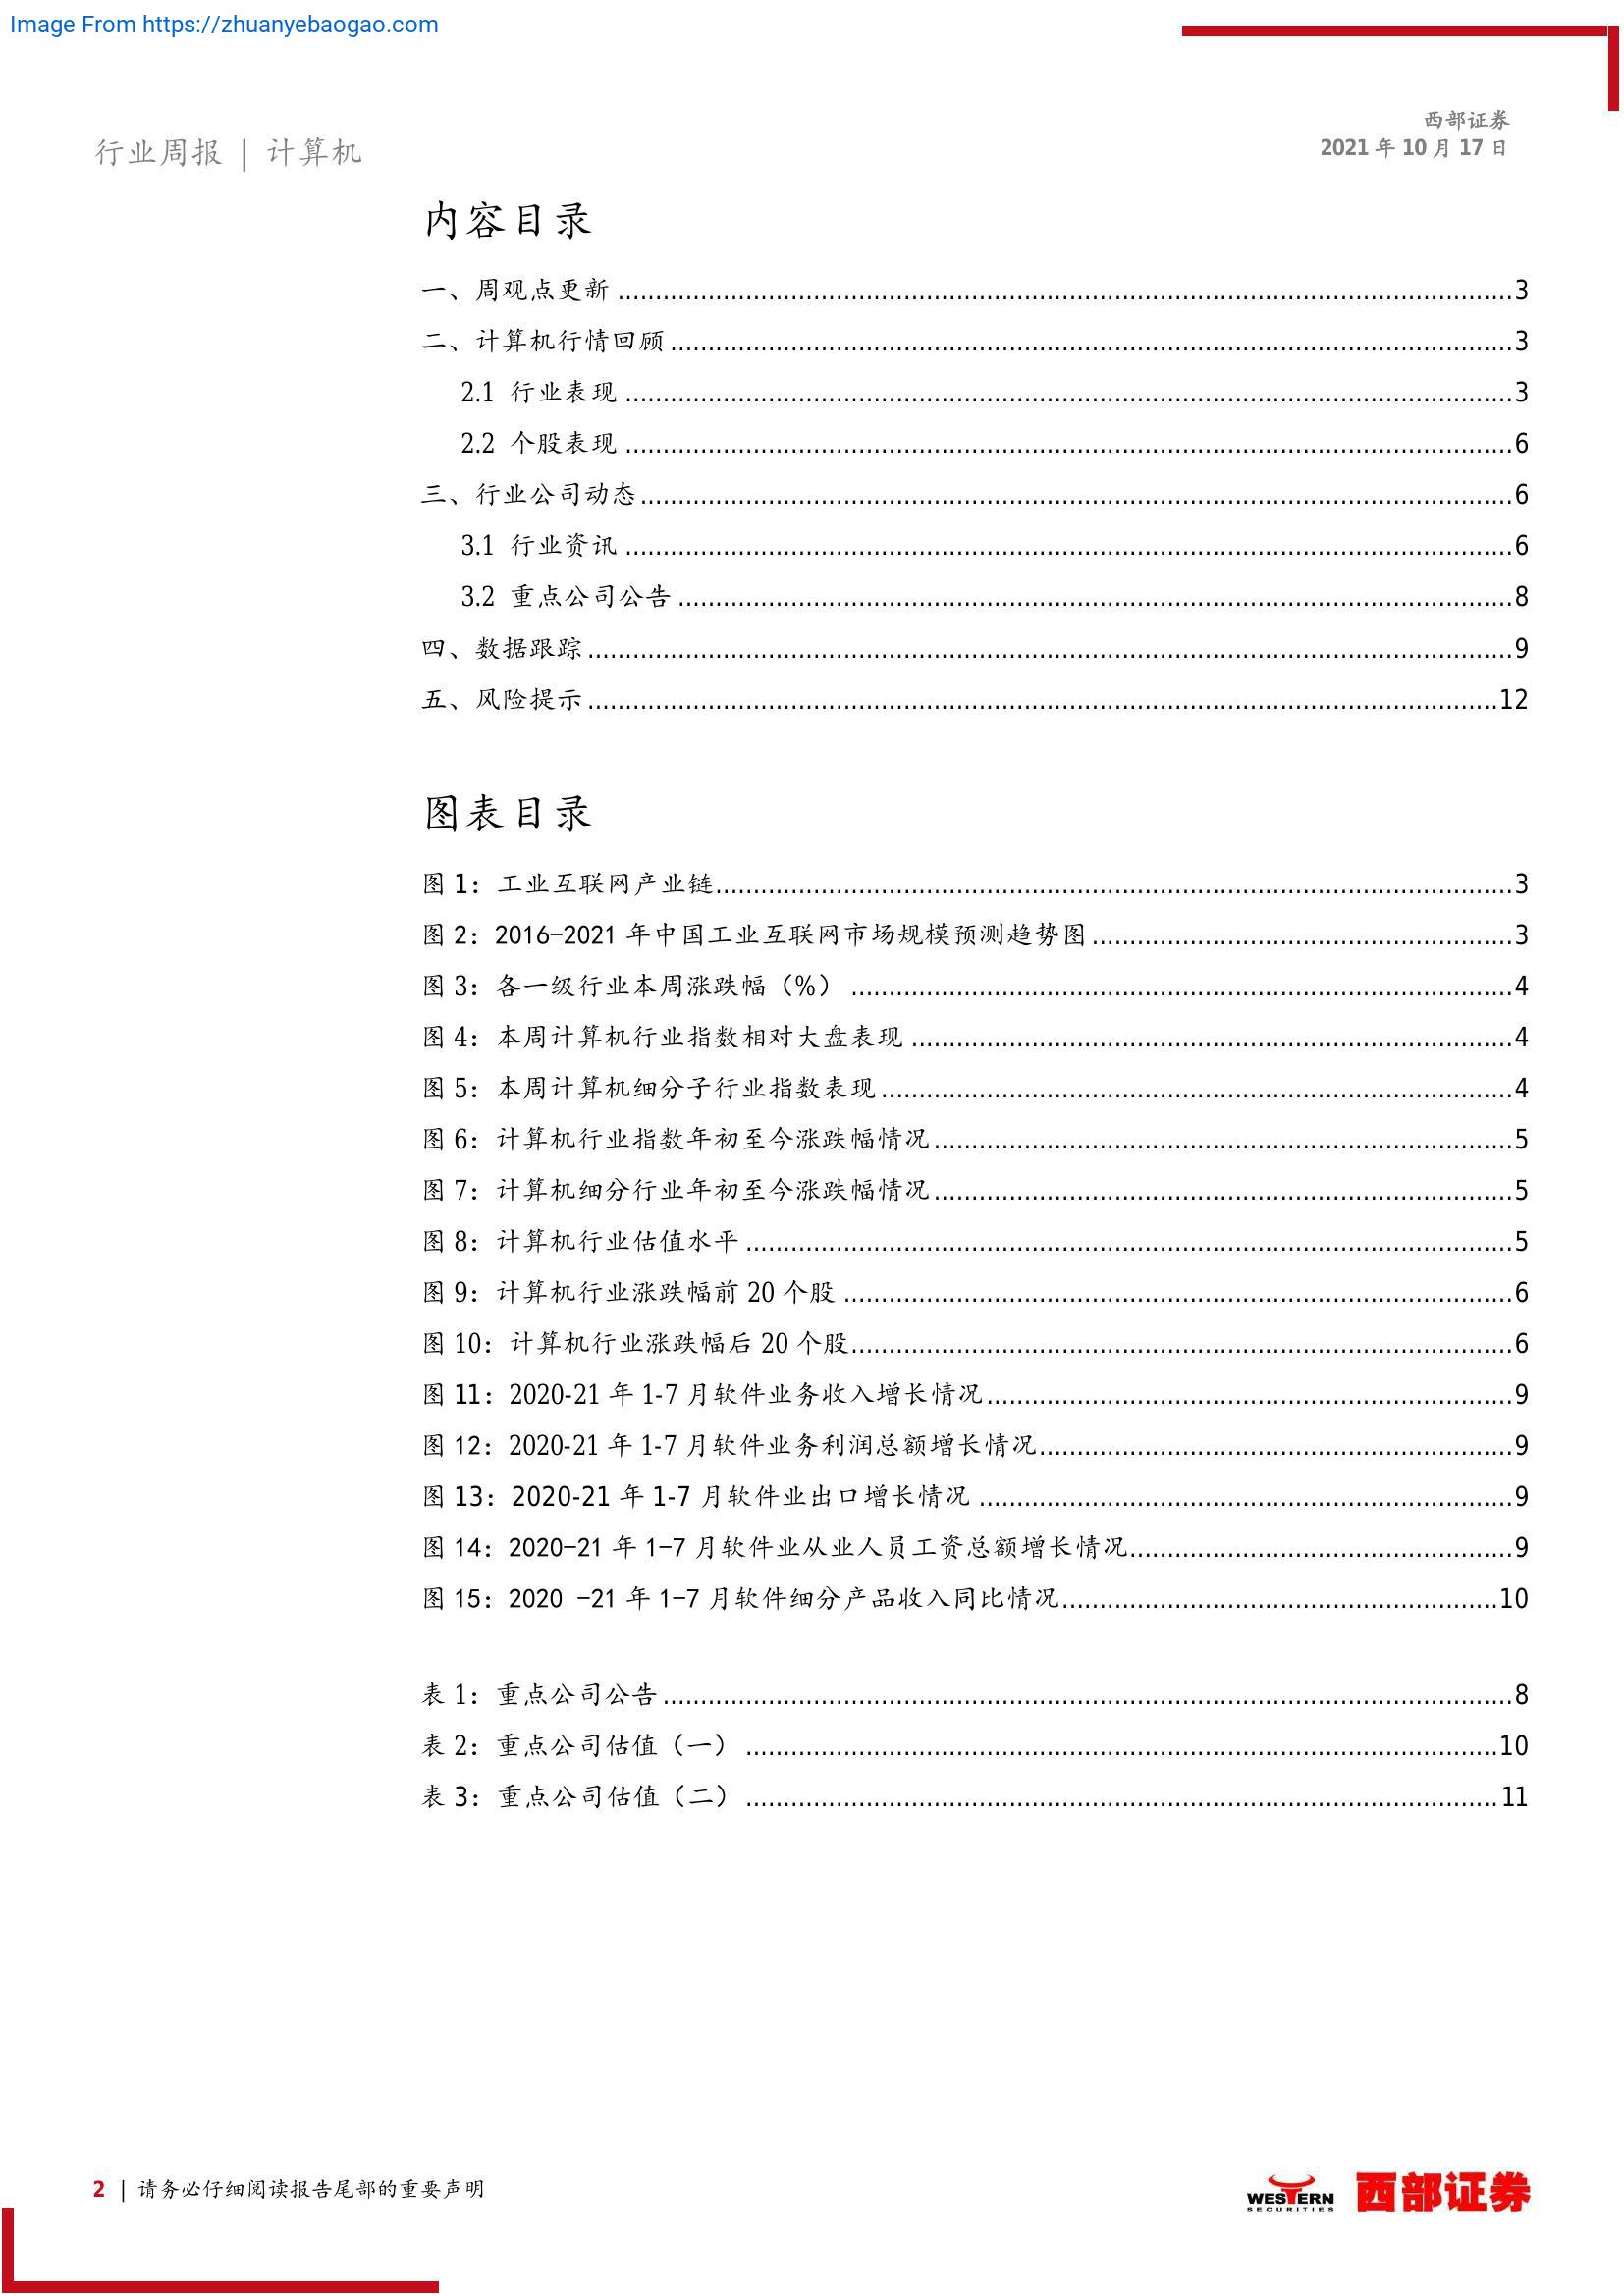 Image From https://zhuanyebaogao.com
西部证券
2021 年 10 月 17 日
行业周报 | 计算机
内容目录
一、周观点更新 ........ 3
二、计算机行情回顾 ........ 3
2.1 行业表现 ........ 3
2.2 个股表现 ........ 6
三、行业公司动态 ........ 6
3.1 行业资讯 ........ 6
3.2 重点公司公告 ........ 8
四、数据跟踪 ........ 9
五、风险提示 ........ 12
图表目录
图 1：工业互联网产业链 ........ 3
图 2：2016-2021 年中国工业互联网市场规模预测趋势图 ........ 3
图 3：各一级行业本周涨跌幅（%） ........ 4
图 4：本周计算机行业指数相对大盘表现 ........ 4
图 5：本周计算机细分子行业指数表现 ........ 4
图 6：计算机行业指数年初至今涨跌幅情况 ........ 5
图 7：计算机细分行业年初至今涨跌幅情况 ........ 5
图 8：计算机行业估值水平 ........ 5
图 9：计算机行业涨跌幅前 20 个股 ........ 6
图 10：计算机行业涨跌幅后 20 个股 ........ 6
图 11：2020-21 年 1-7 月软件业务收入增长情况 ........ 9
图 12：2020-21 年 1-7 月软件业务利润总额增长情况 ........ 9
图 13：2020-21 年 1-7 月软件业出口增长情况 ........ 9
图 14：2020-21 年 1-7 月软件业从业人员工资总额增长情况 ........ 9
图 15：2020 -21 年 1-7 月软件细分产品收入同比情况 ........ 10
表 1：重点公司公告 ........ 8
表 2：重点公司估值（一） ........ 10
表 3：重点公司估值（二） ........ 11
2 | 请务必仔细阅读报告尾部的重要声明
WESTERN
SECURITIES
西部证券